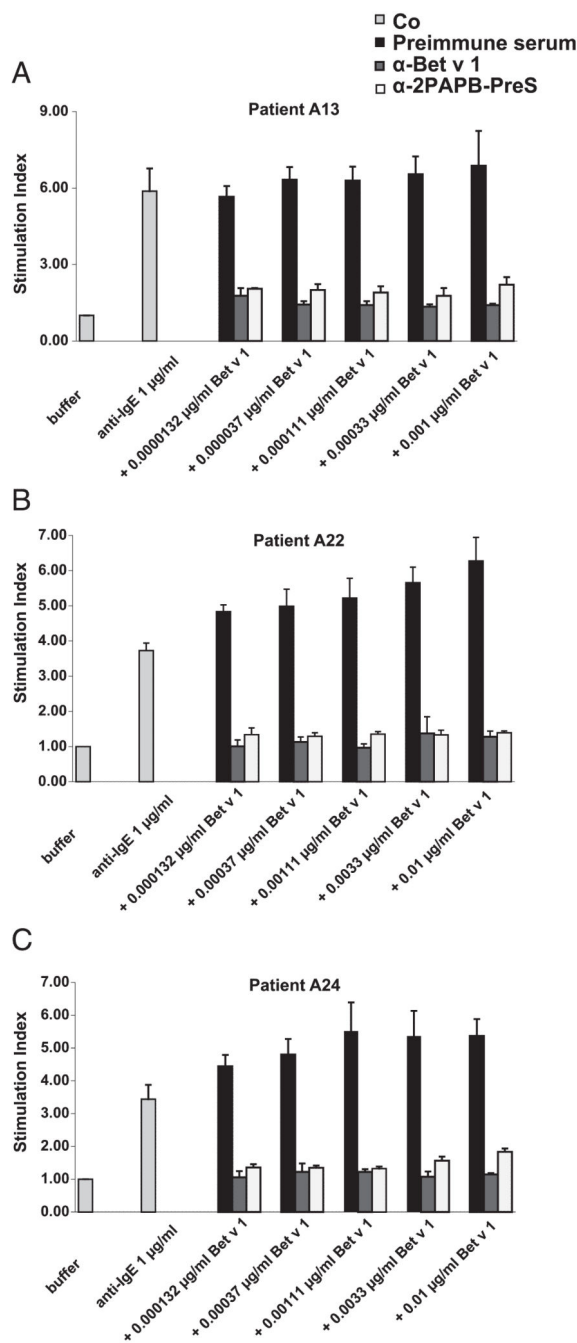 Co
Preimmune serum
α-Bet v 1
α-2PAPB-PreS
A
Patient A13
Stimulation Index
9.00
6.00
3.00
0.00
buffer
anti-IgE 1 µg/ml
+ 0.0000132 µg/ml Bet v 1
+ 0.000037 µg/ml Bet v 1
+ 0.000111 µg/ml Bet v 1
+ 0.00033 µg/ml Bet v 1
+ 0.001 µg/ml Bet v 1
B
Patient A22
Stimulation Index
7.00
6.00
5.00
4.00
3.00
2.00
1.00
0.00
buffer
anti-IgE 1 µg/ml
+ 0.000132 µg/ml Bet v 1
+ 0.00037 µg/ml Bet v 1
+ 0.00111 µg/ml Bet v 1
+ 0.0033 µg/ml Bet v 1
+ 0.01 µg/ml Bet v 1
C
Patient A24
Stimulation Index
7.00
6.00
5.00
4.00
3.00
2.00
1.00
0.00
buffer
anti-IgE 1 µg/ml
+ 0.000132 µg/ml Bet v 1
+ 0.00037 µg/ml Bet v 1
+ 0.00111 µg/ml Bet v 1
+ 0.0033 µg/ml Bet v 1
+ 0.01 µg/ml Bet v 1